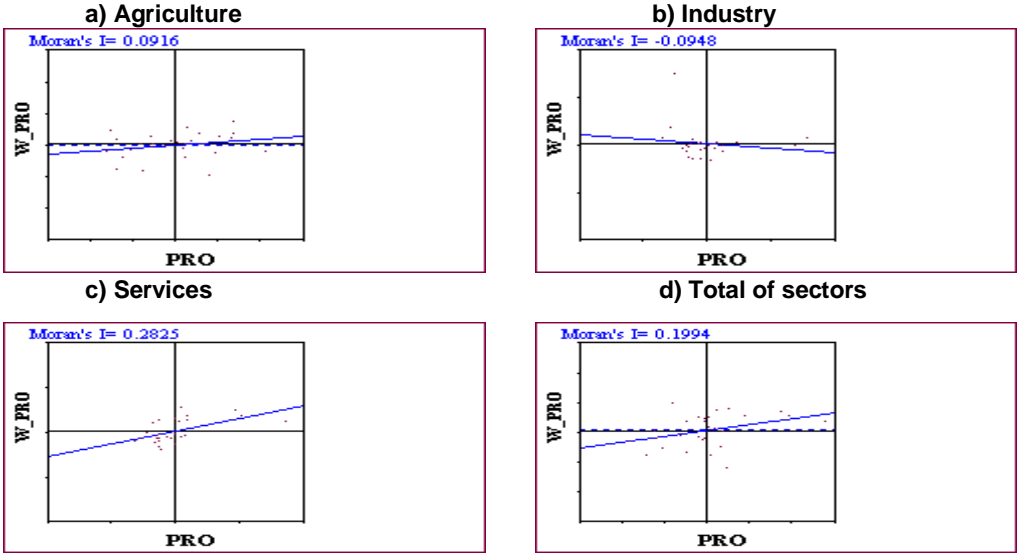 a) Agriculture
b) Industry
Moran's I= 0.0916
Moran's I= -0.0948
W_PRO
W_PRO
PRO
PRO
c) Services
d) Total of sectors
Moran's I= 0.2825
Moran's I= 0.1994
W_PRO
W_PRO
PRO
PRO